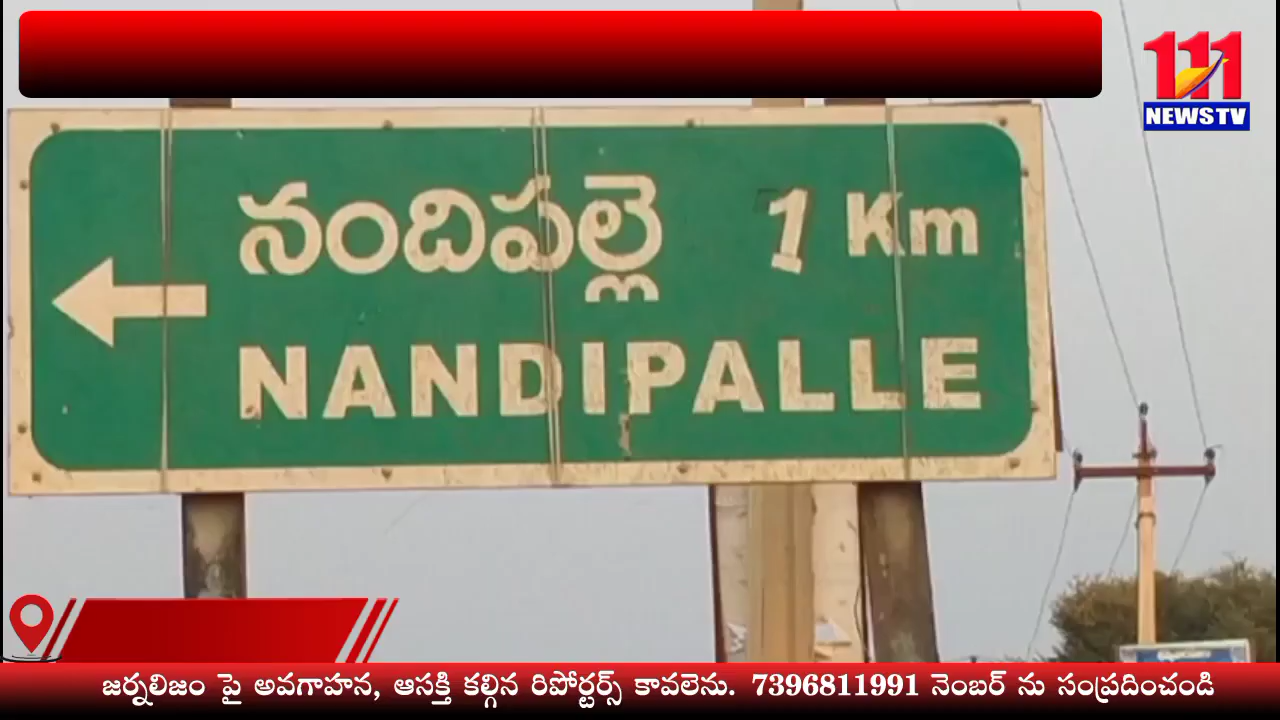 111
NEWSTV
నందిపల్లె 1 Km
NANDIPALLE
జర్నలిజం పై అవగాహన, ఆసక్తి కల్గిన రిపోర్టర్స్ కావలెను. 7396811991 నెంబర్ ను సంప్రదించండి